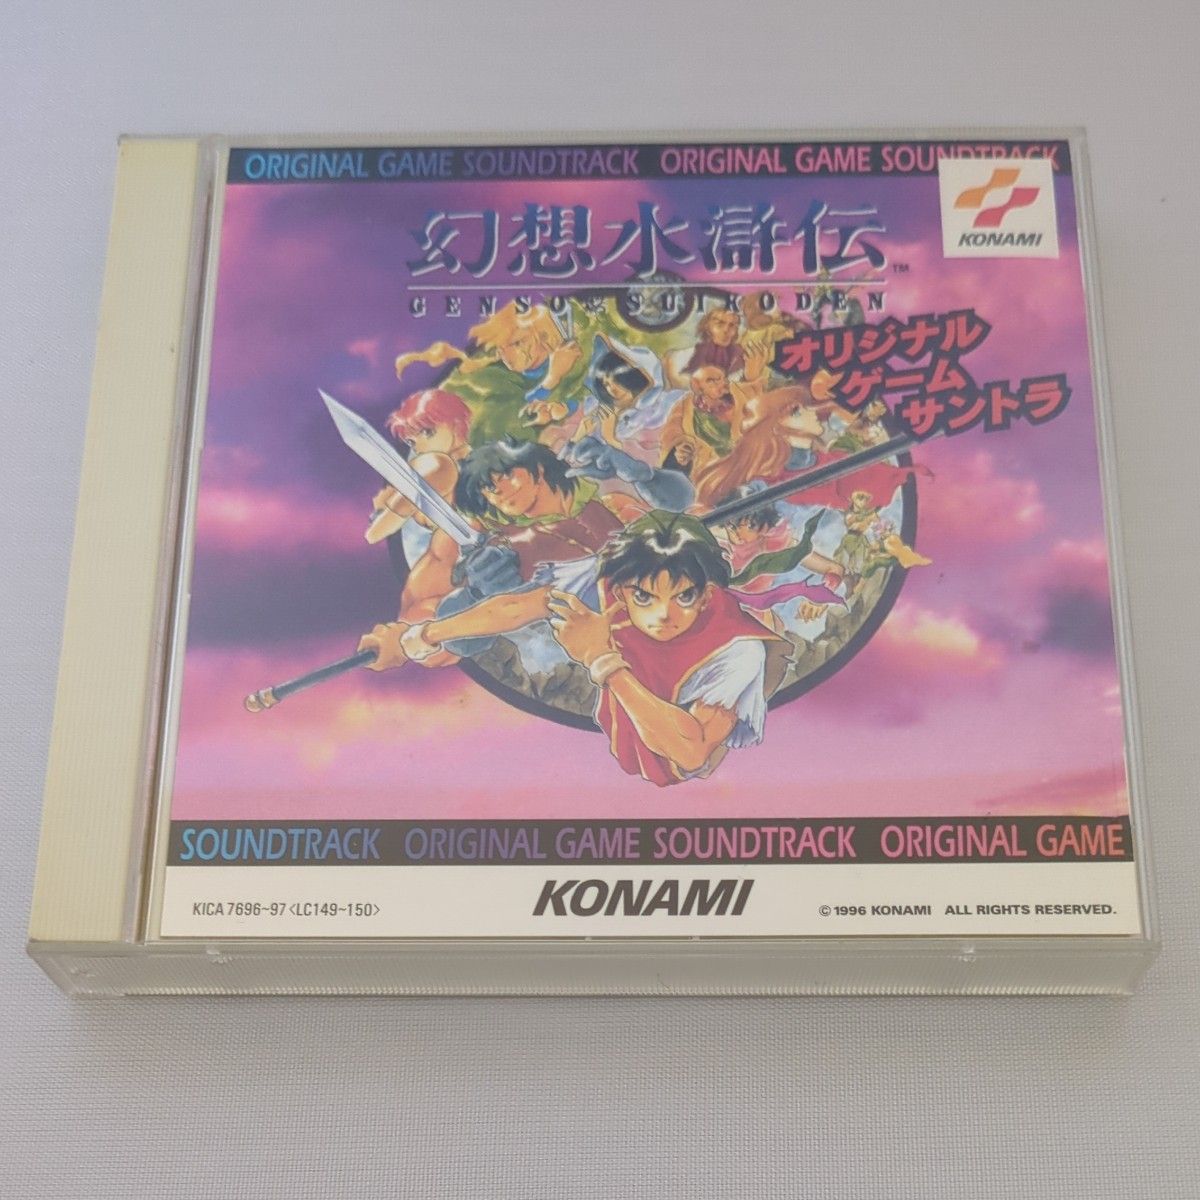 ORIGINAL GAME SOUNDTRACK ORIGINAL GAME SOUNDTRACK
KONAMI
幻想水滸伝™
GENSO SUIKODEN
オリジナル
ゲーム
サントラ
SOUNDTRACK ORIGINAL GAME SOUNDTRACK ORIGINAL GAME
KICA 7696~97 <LC149~150>
KONAMI
©1996 KONAMI ALL RIGHTS RESERVED.